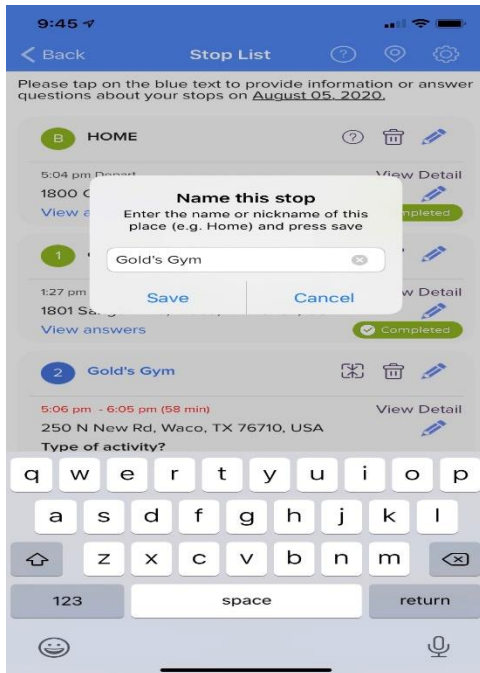 9:45
Back Stop List ?
Please tap on the blue text to provide information or answer
questions about your stops on August 05. 2020.
B HOME ?
5:04 pm Depart View Detail
1800
View Completed
Name this stop
Enter the name or nickname of this
place (e.g. Home) and press save
Gold's Gym
Save Cancel
1
1:27 pm View Detail
1801
View answers Completed
2 Gold's Gym
5:06 pm - 6:05 pm (58 min) View Detail
250 N New Rd, Waco, TX 76710, USA
Type of activity?
q w e r t y u i o p
a s d f g h j k l
z x c v b n m
123 space return